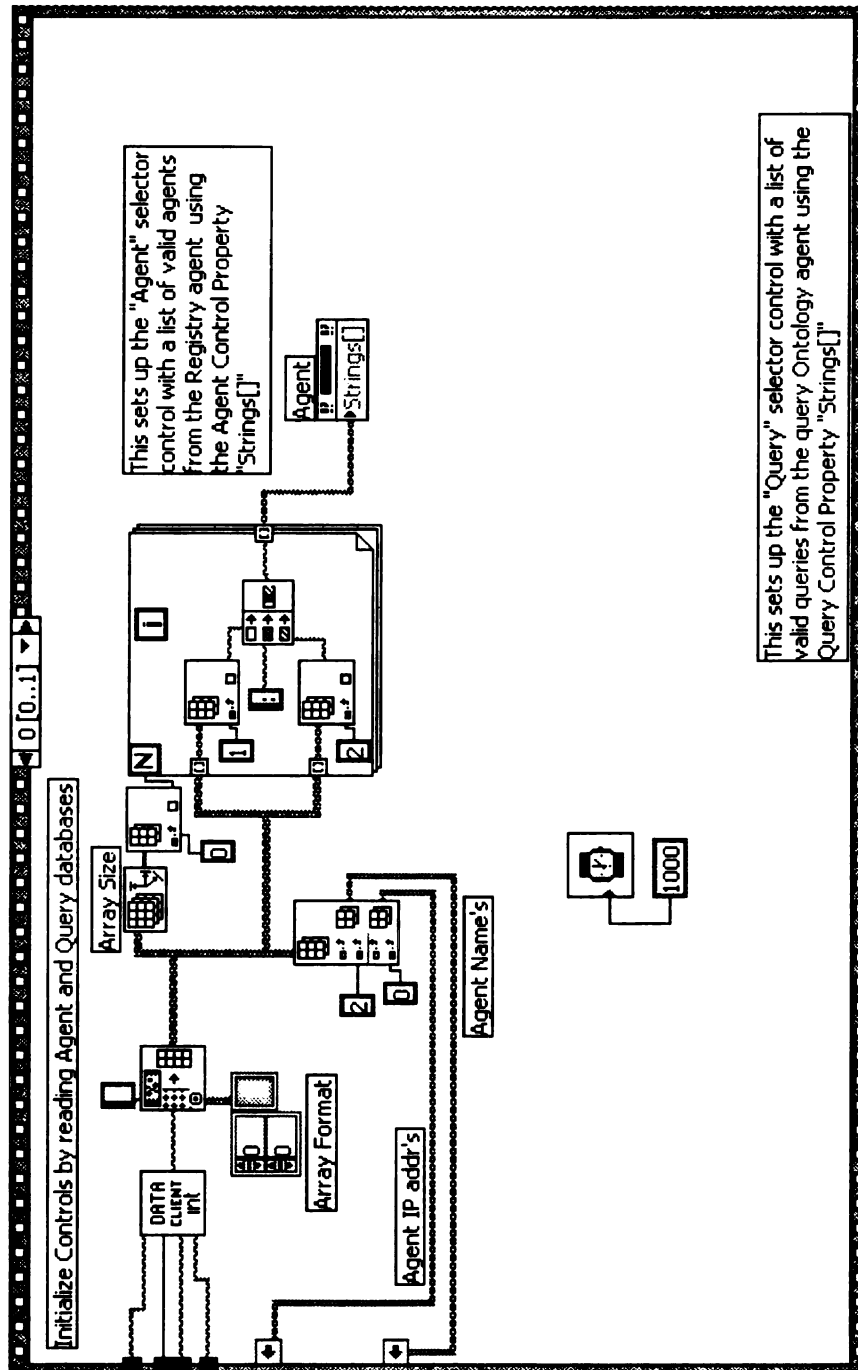 0 [0..1]
Initialize Controls by reading Agent and Query databases
DATA
CLIENT
int
Array Format
Array Size
0
N
i
1
:
2
Agent
Strings[]
This sets up the "Agent" selector
control with a list of valid agents
from the Registry agent using
the Agent Control Property
"Strings[]"
2
0
Agent IP addr's
Agent Name's
1000
This sets up the "Query" selector control with a list of
valid queries from the query Ontology agent using the
Query Control Property "Strings[]"